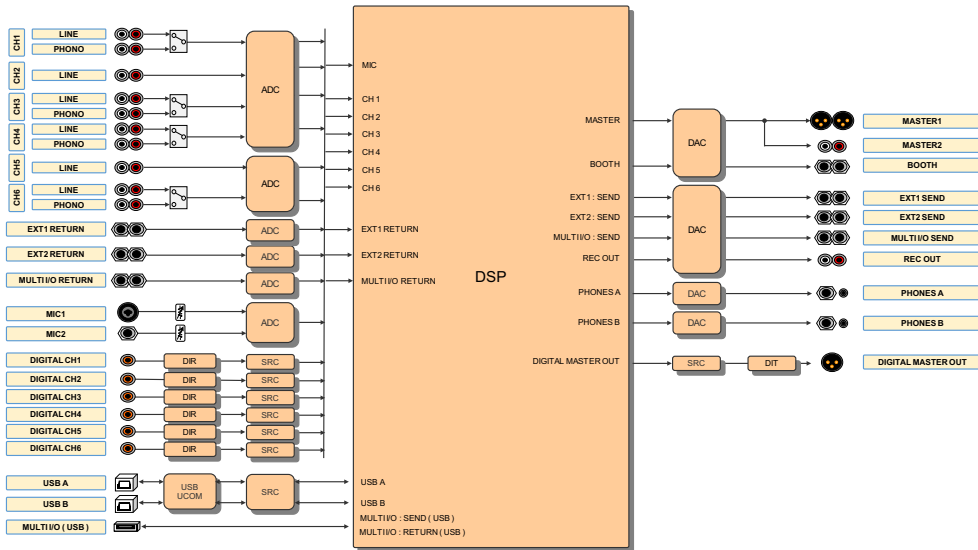 CH1
LINE
PHONO
CH2
LINE
CH3
LINE
PHONO
CH4
LINE
PHONO
CH5
LINE
CH6
LINE
PHONO
EXT1 RETURN
EXT2 RETURN
MULTI I/O RETURN
MIC1
MIC2
DIGITAL CH1
DIGITAL CH2
DIGITAL CH3
DIGITAL CH4
DIGITAL CH5
DIGITAL CH6
USB A
USB B
MULTI I/O ( USB )
ADC
ADC
ADC
ADC
ADC
ADC
DIR
SRC
DIR
SRC
DIR
SRC
DIR
SRC
DIR
SRC
DIR
SRC
USB
UCOM
SRC
MIC
CH 1
CH 2
CH 3
CH 4
CH 5
CH 6
EXT1 RETURN
EXT2 RETURN
MULTI I/O RETURN
USB A
USB B
MULTI I/O : SEND ( USB )
MULTI I/O : RETURN ( USB )
DSP
MASTER
BOOTH
EXT1 : SEND
EXT2 : SEND
MULTI I/O : SEND
REC OUT
PHONES A
PHONES B
DIGITAL MASTER OUT
DAC
DAC
DAC
DAC
SRC
DIT
MASTER1
MASTER2
BOOTH
EXT1 SEND
EXT2 SEND
MULTI I/O SEND
REC OUT
PHONES A
PHONES B
DIGITAL MASTER OUT